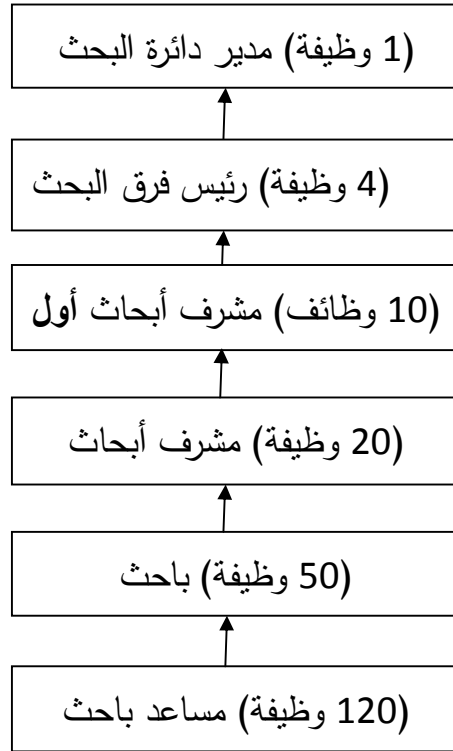 (1 وظيفة) مدير دائرة البحث
(4 وظيفة) رئيس فرق البحث
(10 وظائف) مشرف أبحاث أول
(20 وظيفة) مشرف أبحاث
(50 وظيفة) باحث
(120 وظيفة) مساعد باحث